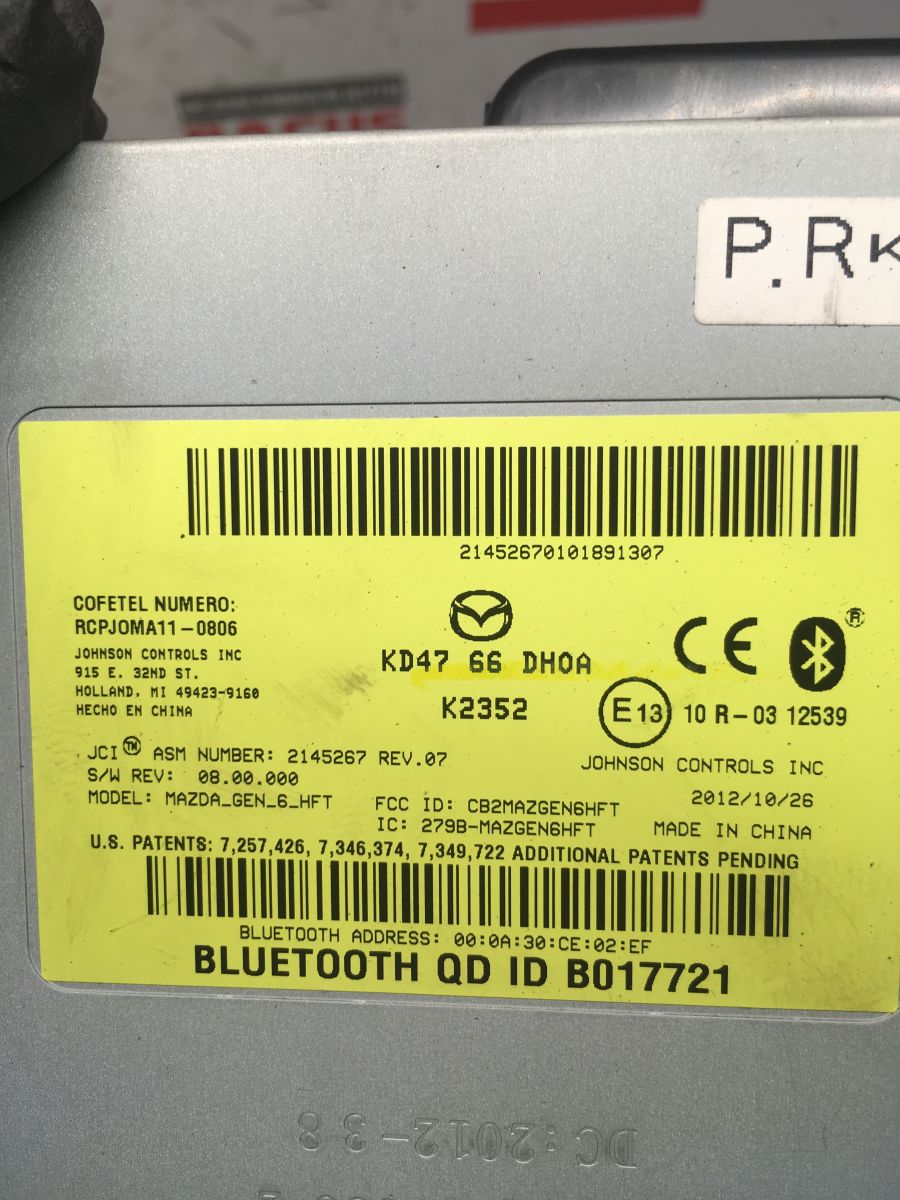 P.RK
21452670101891307
COFETEL NUMERO:
RCPJOMA11-0806
JOHNSON CONTROLS INC
915 E. 32ND ST.
HOLLAND, MI 49423-9160
HECHO EN CHINA
KD47 66 DH0A
K2352
CE
R
E13 10 R-03 12539
JCI TM ASM NUMBER: 2145267 REV.07
S/W REV: 08.00.000
MODEL: MAZDA_GEN_6_HFT
JOHNSON CONTROLS INC
2012/10/26
FCC ID: CB2MAZGEN6HFT
IC: 279B-MAZGEN6HFT
MADE IN CHINA
U.S. PATENTS: 7,257,426, 7,346,374, 7,349,722 ADDITIONAL PATENTS PENDING
BLUETOOTH ADDRESS: 00:0A:30:CE:02:EF
BLUETOOTH QD ID B017721
DC:2012-38